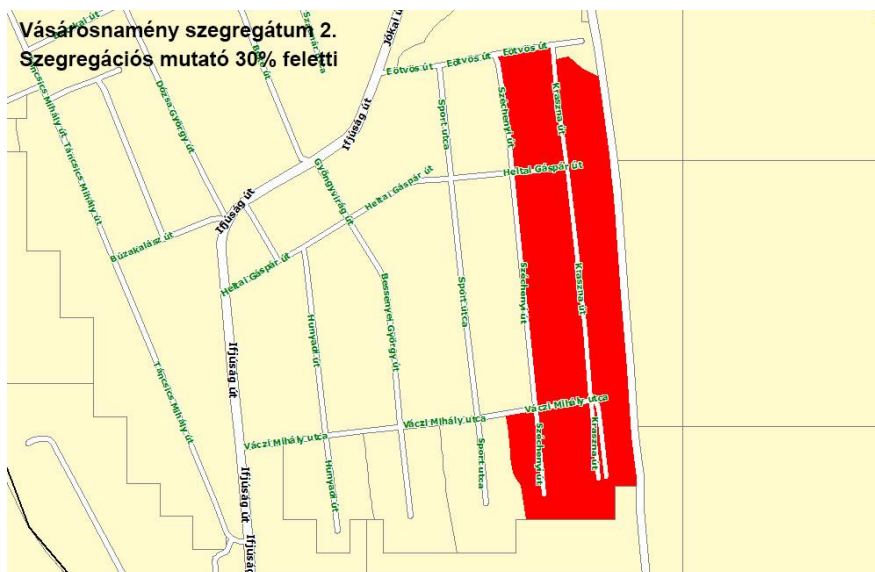 Vásárosnamény szegregátum 2.
Szegregációs mutató 30% feletti
Jókai ú
Eötvös út
Eötvös út
Eötvös út
Táncsics Mihály út
Táncsics Mihály út
Dózsa György út
Ifjúság út
Sport utca
Széchenyi út
Kraszna út
Gyöngyvirág út
Heltai Gáspár út
Heltai Gáspár út
Ifjúság út
Búzakalász út
Heltai Gáspár út
Bessenyei György út
Sport utca
Széchenyi út
Kraszna út
Hunyadi út
Ifjúság út
Táncsics Mihály út
Váczi Mihály utca
Váczi Mihály utca
Váczi Mihály utca
Hunyadi út
Sport utca
Széchenyi út
Kraszna út
Ifjúság út
Ifjúság út